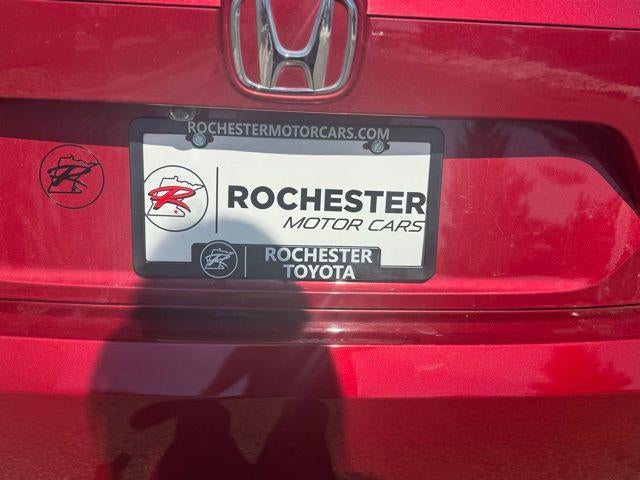 ROCHESTERMOTORCARS.COM
R
R
ROCHESTER
MOTOR CARS
R
ROCHESTER
TOYOTA